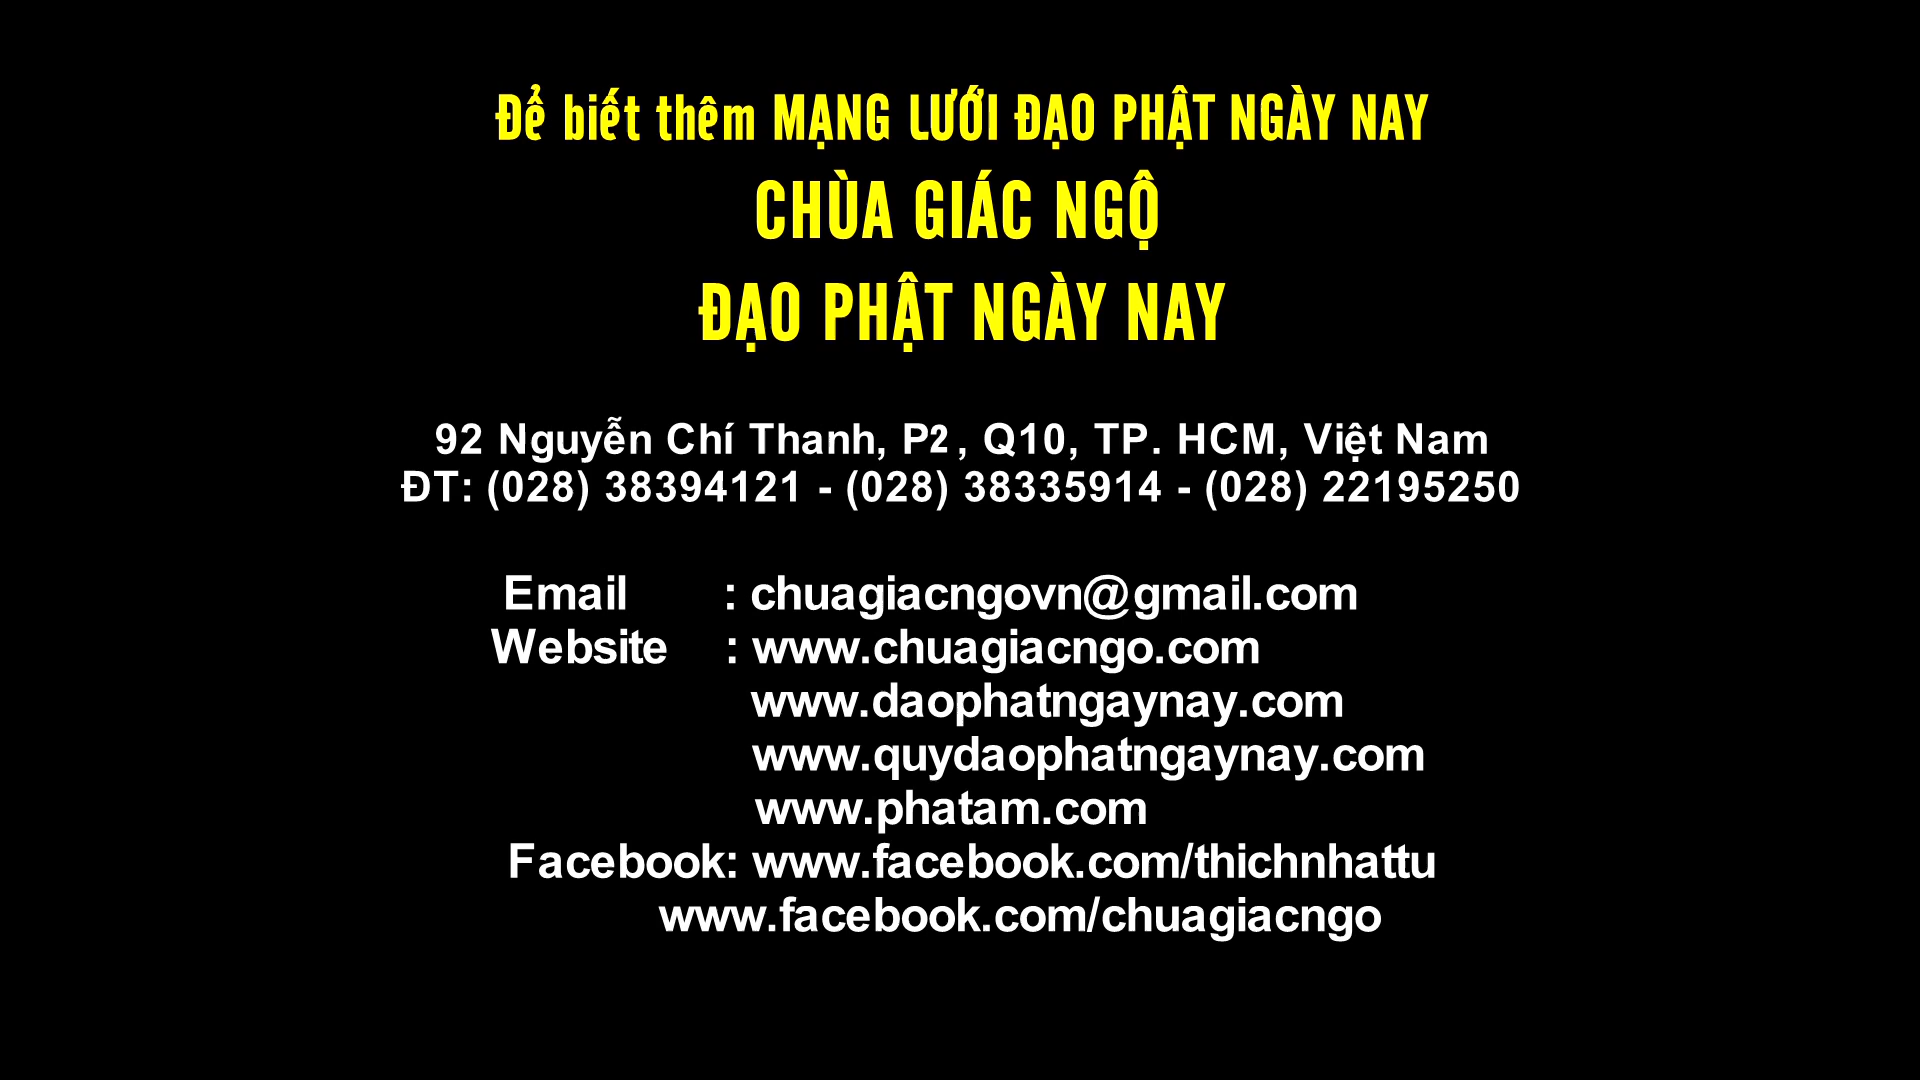 Để biết thêm MẠNG LƯỚI ĐẠO PHẬT NGÀY NAY
CHÙA GIÁC NGỘ
ĐẠO PHẬT NGÀY NAY
92 Nguyễn Chí Thanh, P2 , Q10, TP. HCM, Việt Nam
ĐT: (028) 38394121 - (028) 38335914 - (028) 22195250
Email : chuagiacngovn@gmail.com
Website : www.chuagiacngo.com
www.daophatngaynay.com
www.quydaophatngaynay.com
www.phatam.com
Facebook: www.facebook.com/thichnhattu
www.facebook.com/chuagiacngo